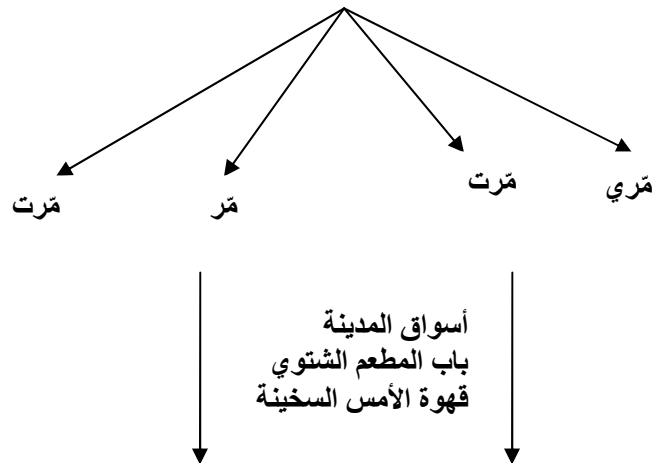 مّري
مّرت
مّر
مّرت
أسواق المدينة
باب المطعم الشتوي
قهوة الأمس السخينة